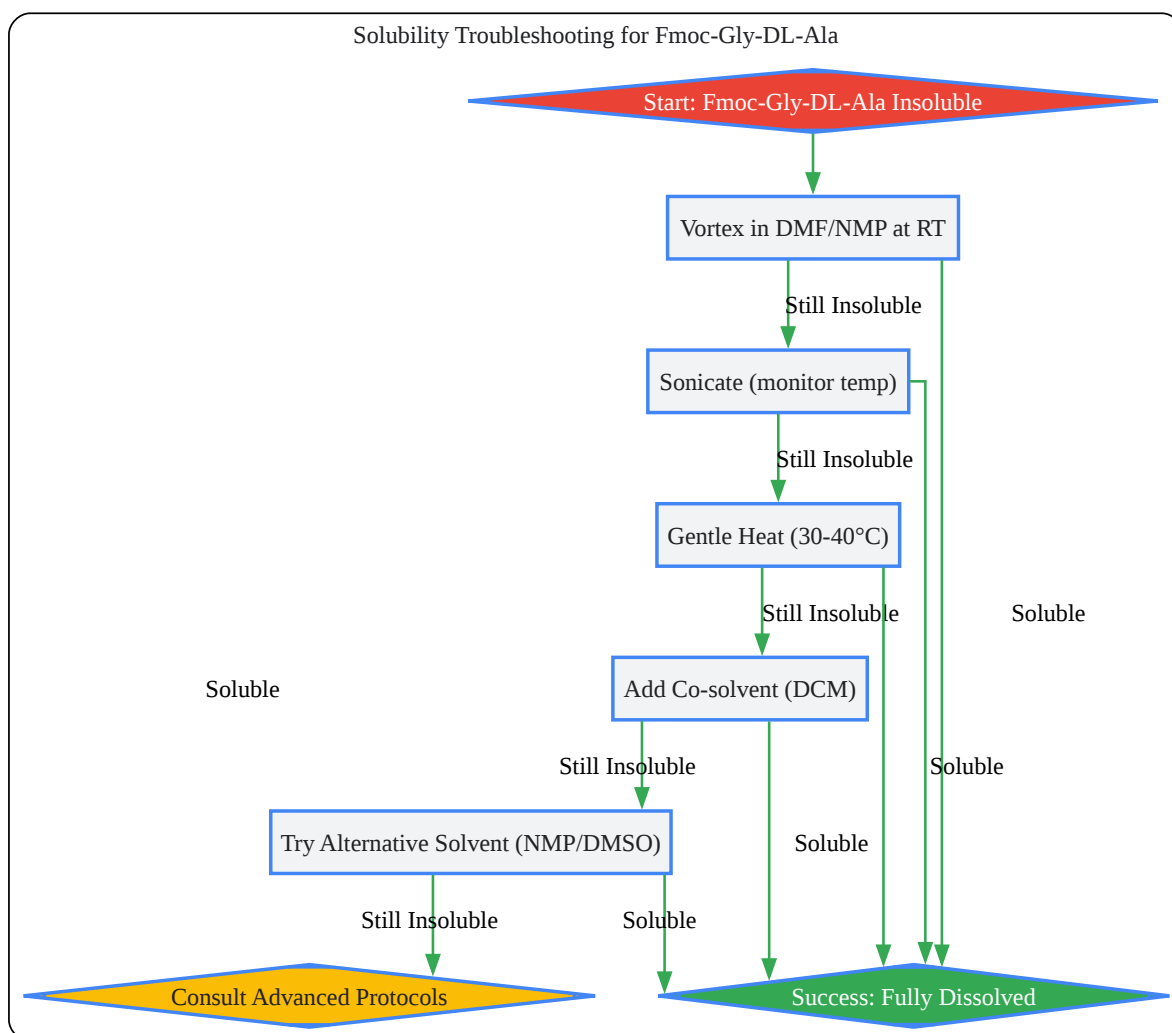 Solubility Troubleshooting for Fmoc-Gly-DL-Ala
Start: Fmoc-Gly-DL-Ala Insoluble
Vortex in DMF/NMP at RT
Still Insoluble
Sonicate (monitor temp)
Still Insoluble
Gentle Heat (30-40°C)
Still Insoluble
Soluble
Soluble
Add Co-solvent (DCM)
Still Insoluble
Soluble
Try Alternative Solvent (NMP/DMSO)
Soluble
Still Insoluble
Soluble
Consult Advanced Protocols
Success: Fully Dissolved